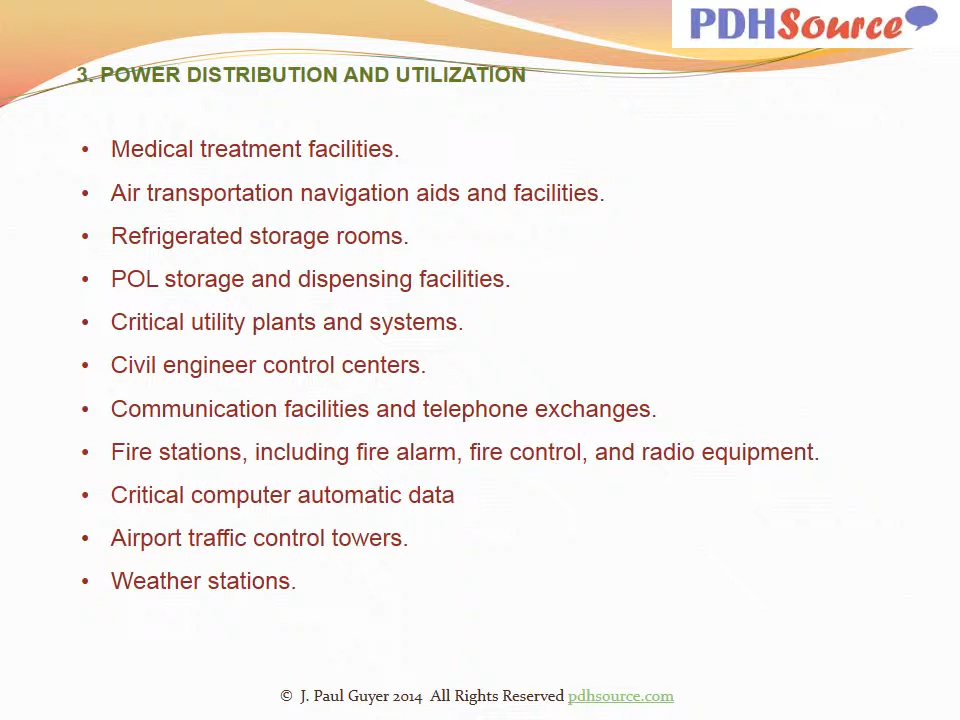 PDHSource
3. POWER DISTRIBUTION AND UTILIZATION
• Medical treatment facilities.
• Air transportation navigation aids and facilities.
• Refrigerated storage rooms.
• POL storage and dispensing facilities.
• Critical utility plants and systems.
• Civil engineer control centers.
• Communication facilities and telephone exchanges.
• Fire stations, including fire alarm, fire control, and radio equipment.
• Critical computer automatic data
• Airport traffic control towers.
• Weather stations.
© J. Paul Guyer 2014 All Rights Reserved pdhsource.com